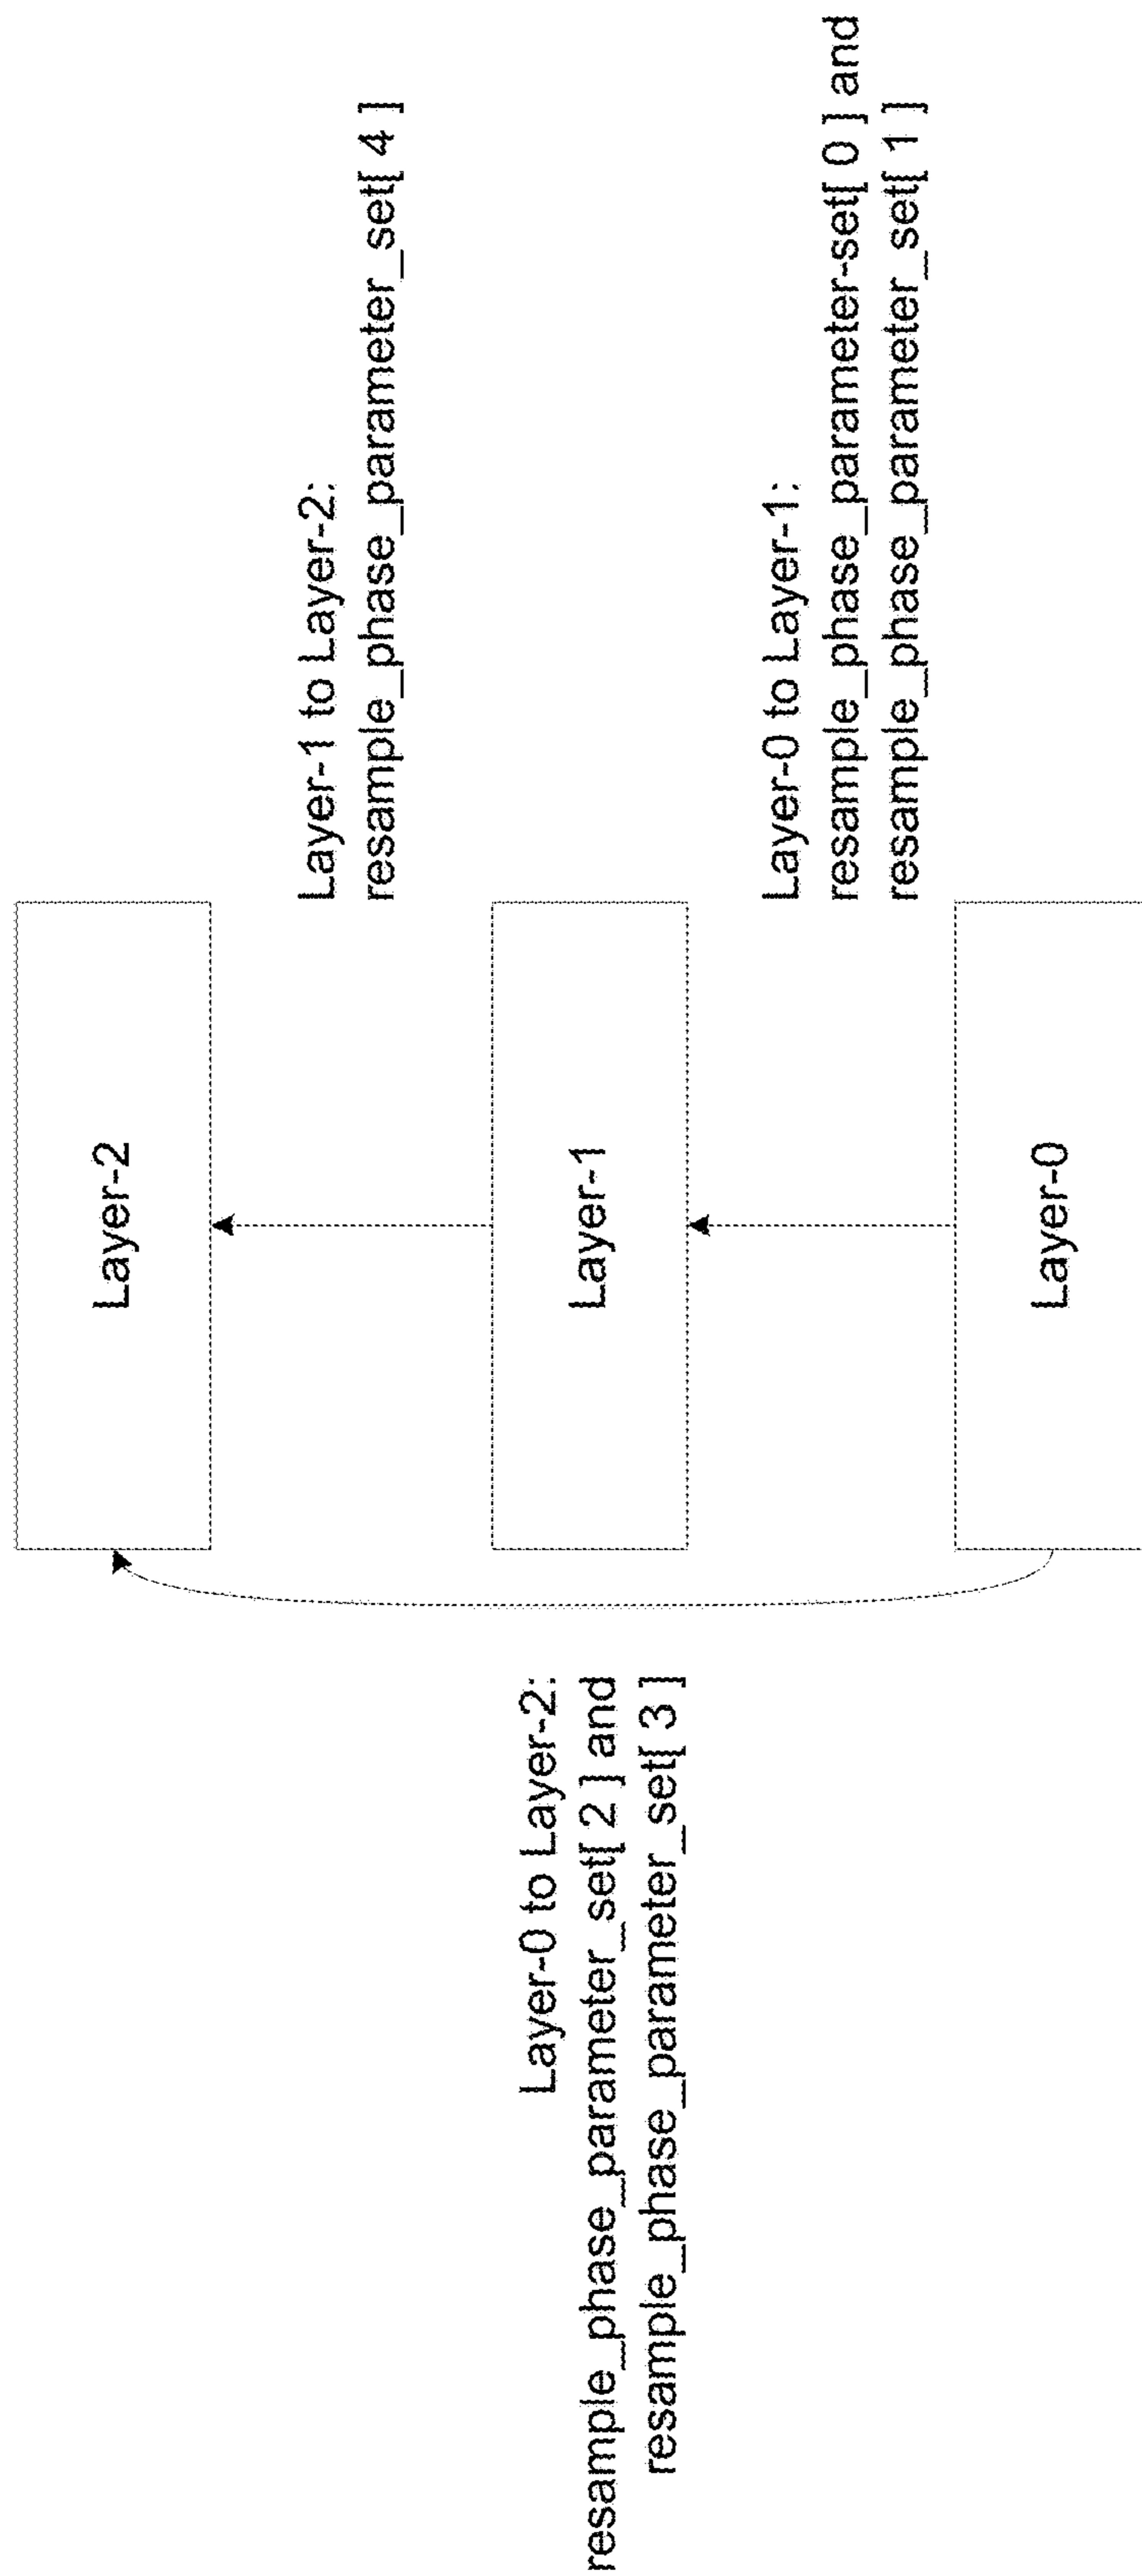 Layer-2
Layer-1 to Layer-2:
resample_phase_parameter_set[ 4 ]
Layer-0 to Layer-2:
resample_phase_parameter_set[ 2 ] and
resample_phase_parameter_set[ 3 ]
Layer-1
Layer-0 to Layer-1:
resample_phase_parameter-set[ 0 ] and
resample_phase_parameter_set[ 1 ]
Layer-0